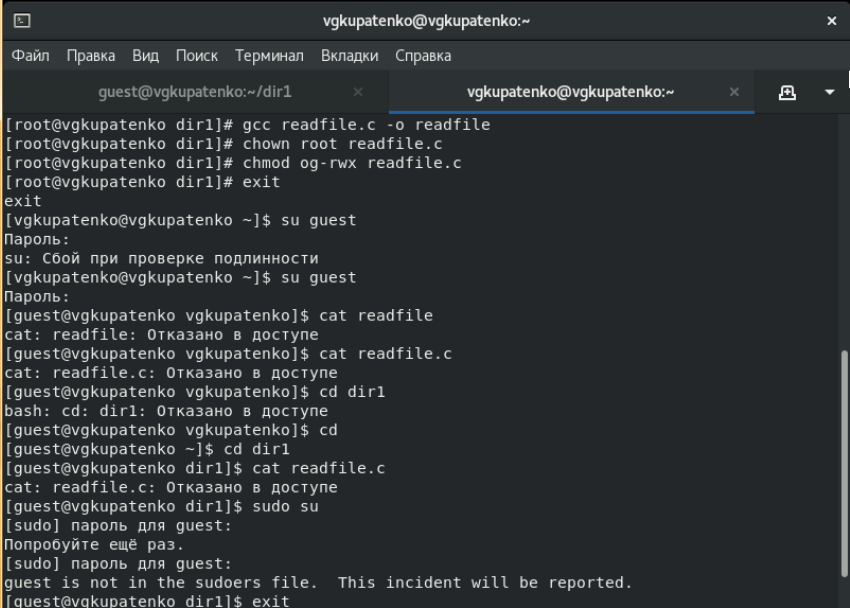 vgkupatenko@vgkupatenko:~
Файл Правка Вид Поиск Терминал Вкладки Справка
guest@vgkupatenko:~/dir1
vgkupatenko@vgkupatenko:~
[root@vgkupatenko dir1]# gcc readfile.c -o readfile
[root@vgkupatenko dir1]# chown root readfile.c
[root@vgkupatenko dir1]# chmod og-rwx readfile.c
[root@vgkupatenko dir1]# exit
exit
[vgkupatenko@vgkupatenko ~]$ su guest
Пароль:
su: Сбой при проверке подлинности
[vgkupatenko@vgkupatenko ~]$ su guest
Пароль:
[guest@vgkupatenko vgkupatenko]$ cat readfile
cat: readfile: Отказано в доступе
[guest@vgkupatenko vgkupatenko]$ cat readfile.c
cat: readfile.c: Отказано в доступе
[guest@vgkupatenko vgkupatenko]$ cd dir1
bash: cd: dir1: Отказано в доступе
[guest@vgkupatenko vgkupatenko]$ cd
[guest@vgkupatenko ~]$ cd dir1
[guest@vgkupatenko dir1]$ cat readfile.c
cat: readfile.c: Отказано в доступе
[guest@vgkupatenko dir1]$ sudo su
[sudo] пароль для guest:
Попробуйте ещё раз.
[sudo] пароль для guest:
guest is not in the sudoers file.  This incident will be reported.
[guest@vgkupatenko dir1]$ exit